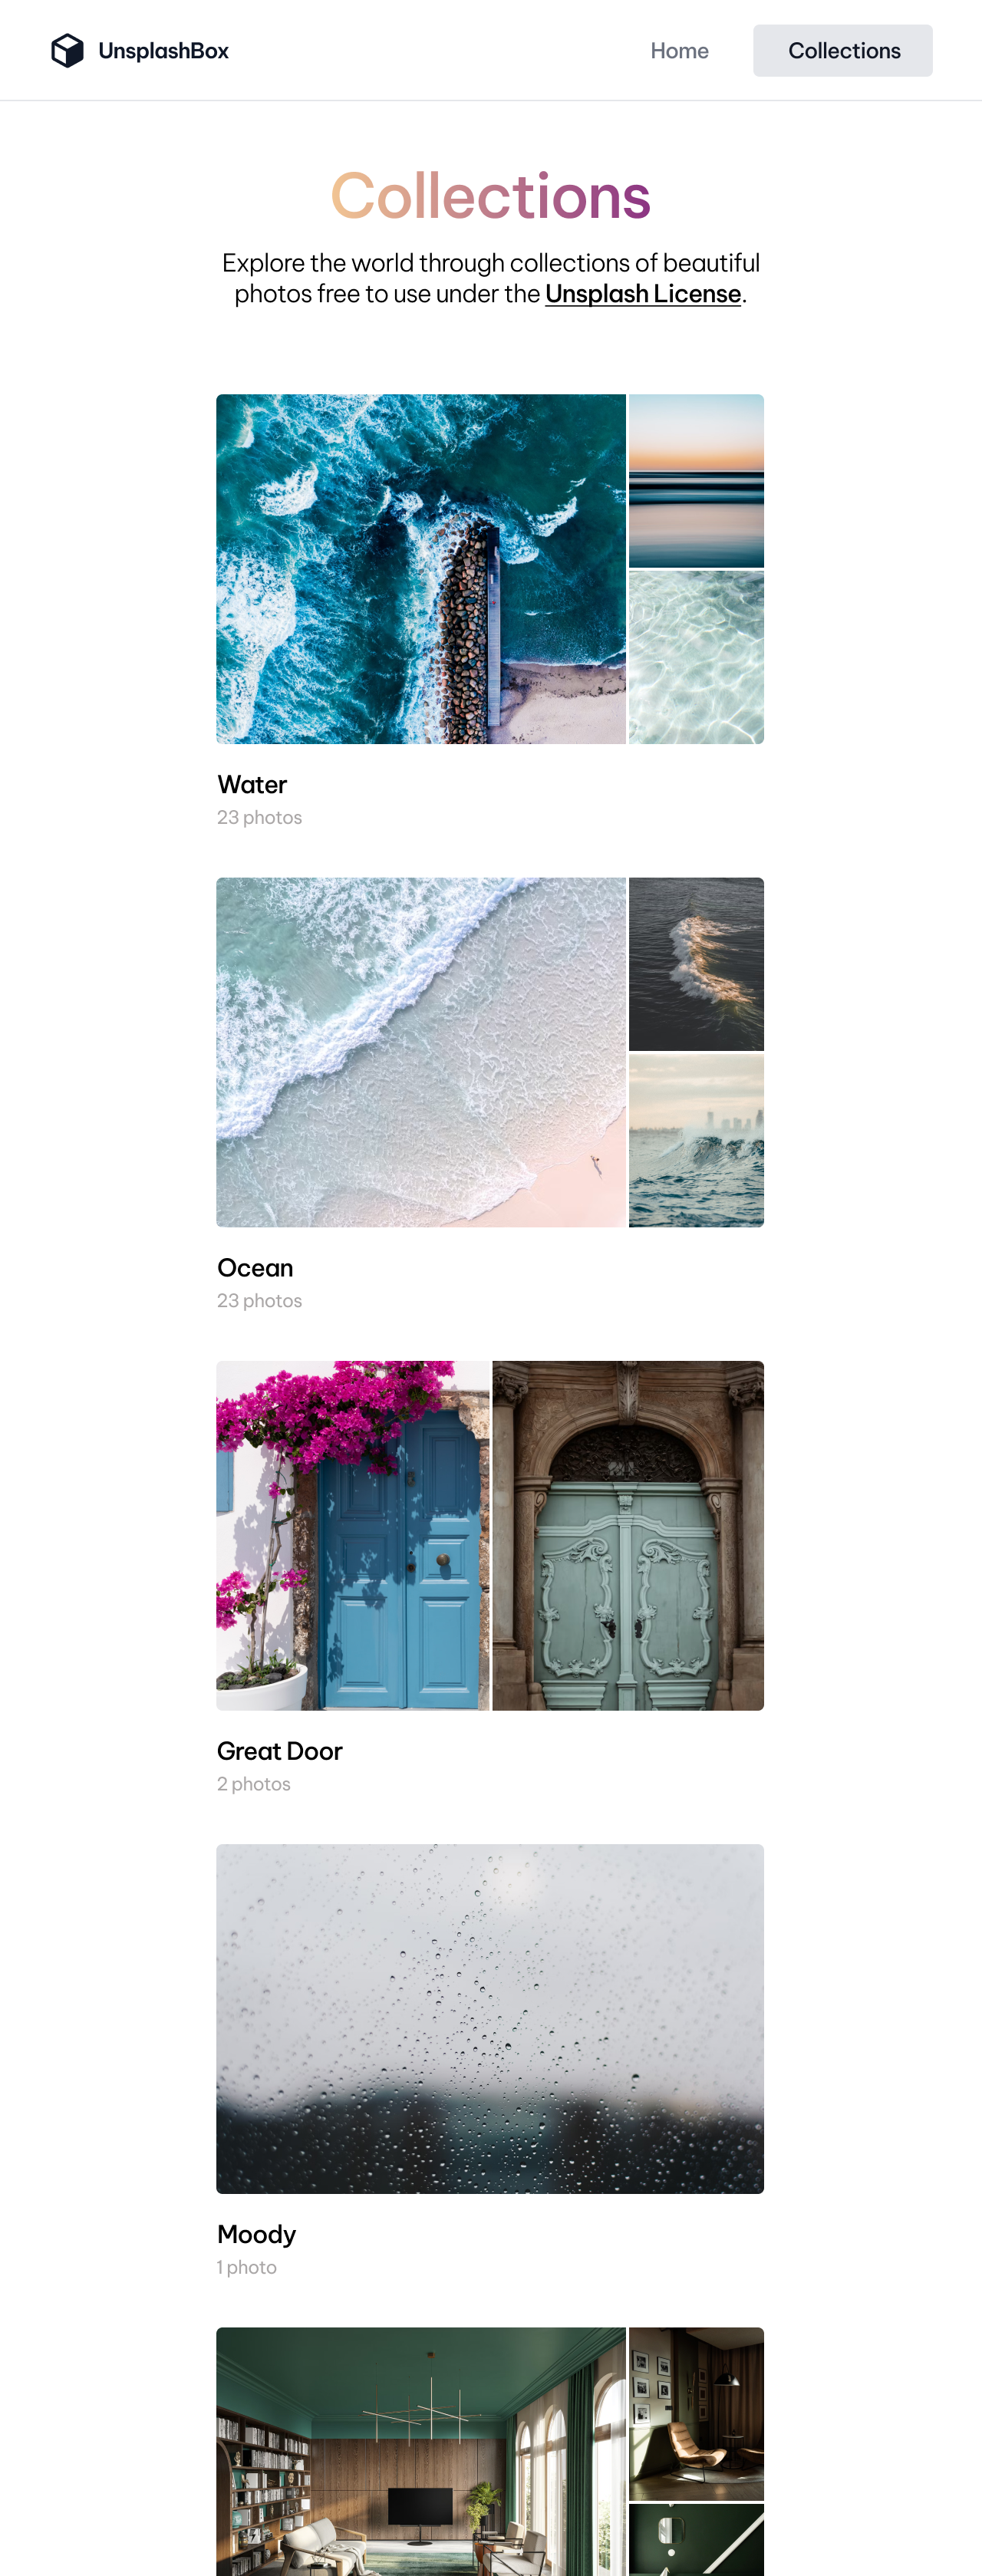 UnsplashBox
Home
Collections
Collections
Explore the world through collections of beautiful
photos free to use under the Unsplash License.
Water
23 photos
Ocean
23 photos
Great Door
2 photos
Moody
1 photo